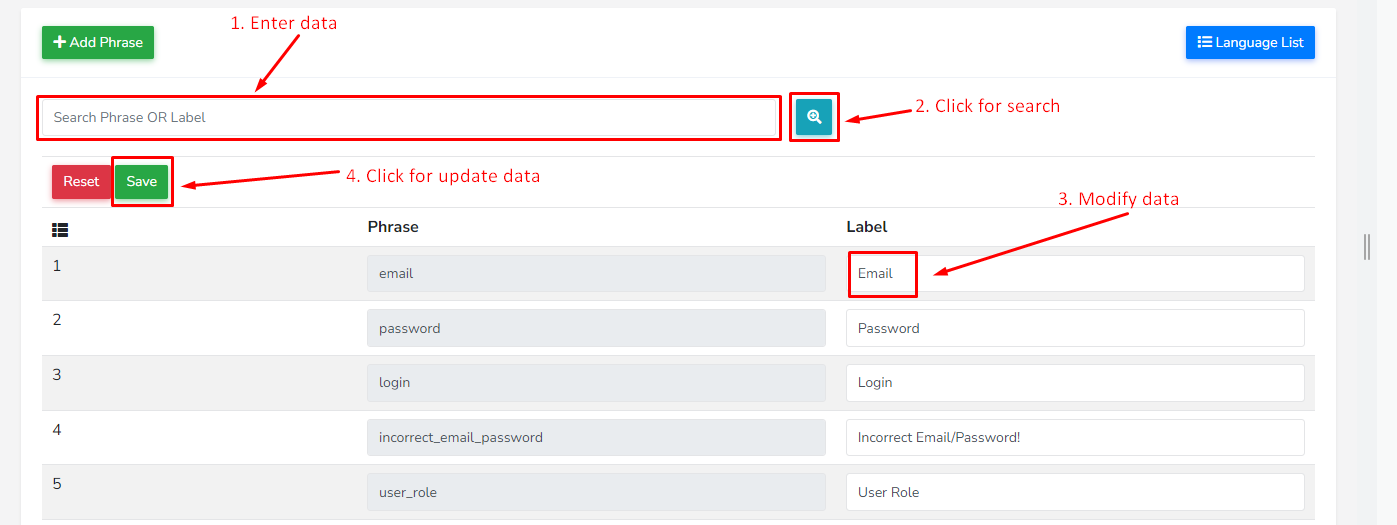 1. Enter data
Add Phrase
Language List
Search Phrase OR Label
2. Click for search
Reset
Save
4. Click for update data
3. Modify data
Phrase
Label
1
email
Email
2
password
Password
3
login
Login
4
incorrect_email_password
Incorrect Email/Password!
5
user_role
User Role